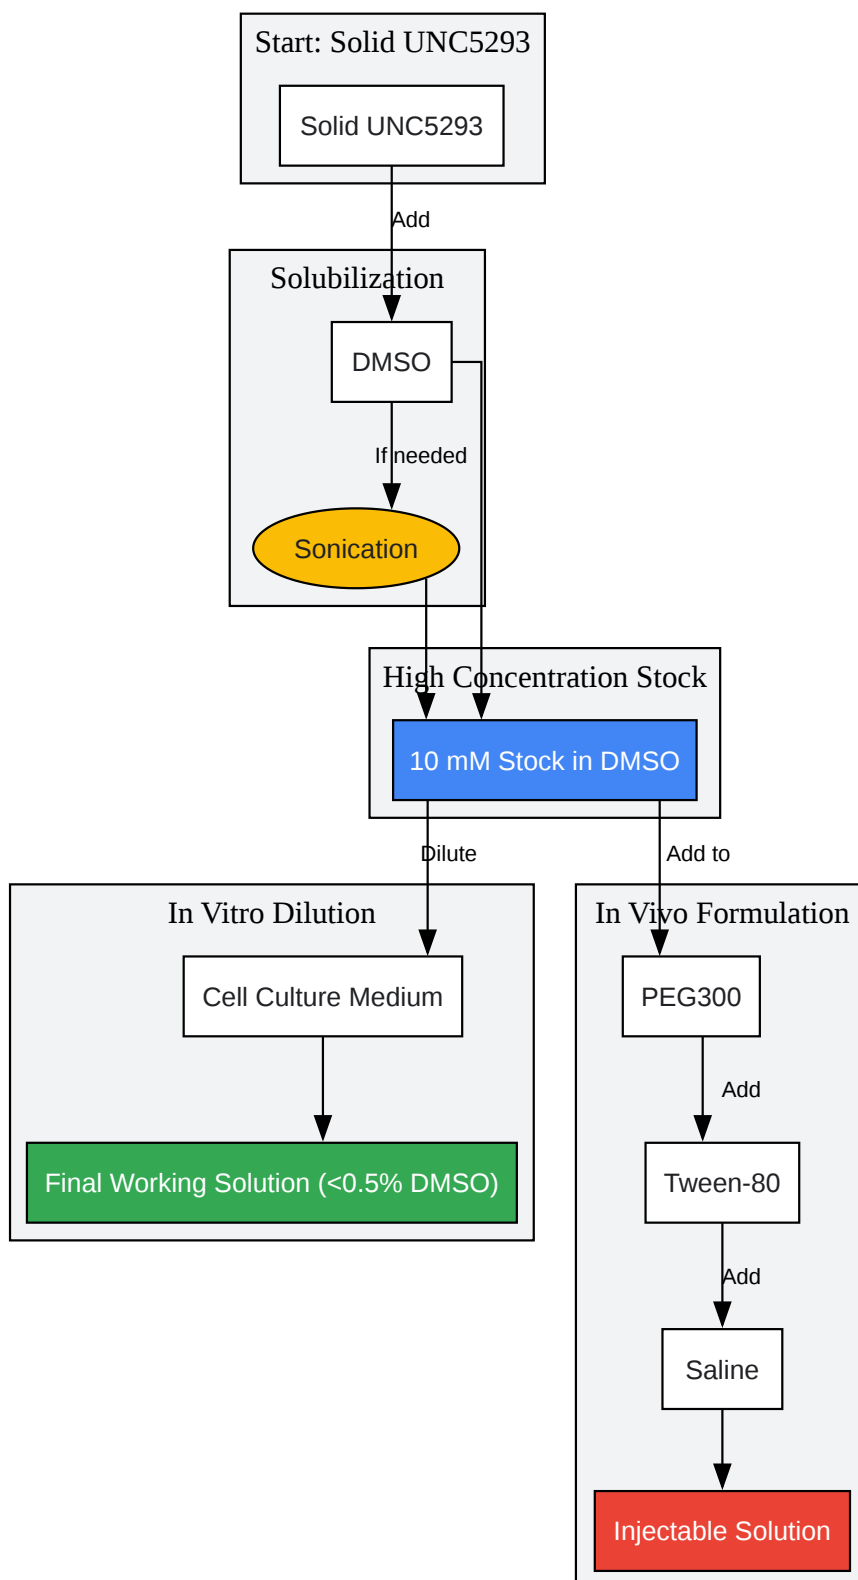 Start: Solid UNC5293
Solid UNC5293
Add
Solubilization
DMSO
If needed
Sonication
High Concentration Stock
10 mM Stock in DMSO
Dilute
Add to
In Vitro Dilution
Cell Culture Medium
Final Working Solution (<0.5% DMSO)
In Vivo Formulation
PEG300
Add
Tween-80
Add
Saline
Injectable Solution